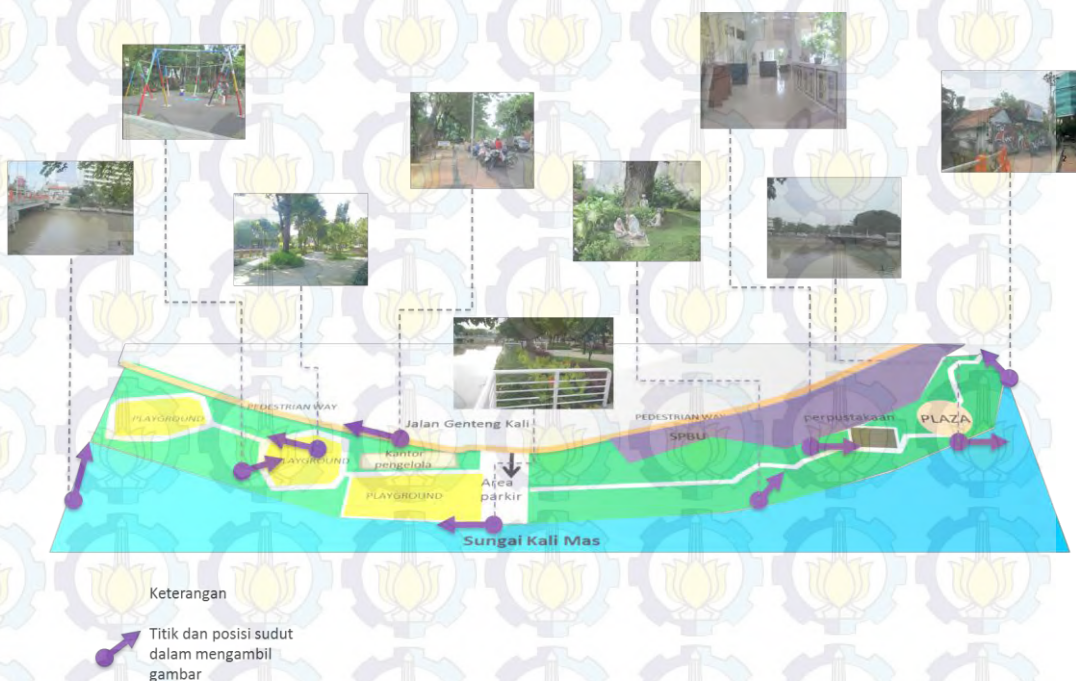 PLAYGROUND
PEDESTRIAN WAY
Jalan Genteng Kali
PEDESTRIAN WAY
perpustakaan
PLAZA
SPBU
PLAYGROUND
Kantor
pengelola
PLAYGROUND
Area
parkir
Sungai Kali Mas
Keterangan
Titik dan posisi sudut
dalam mengambil
gambar